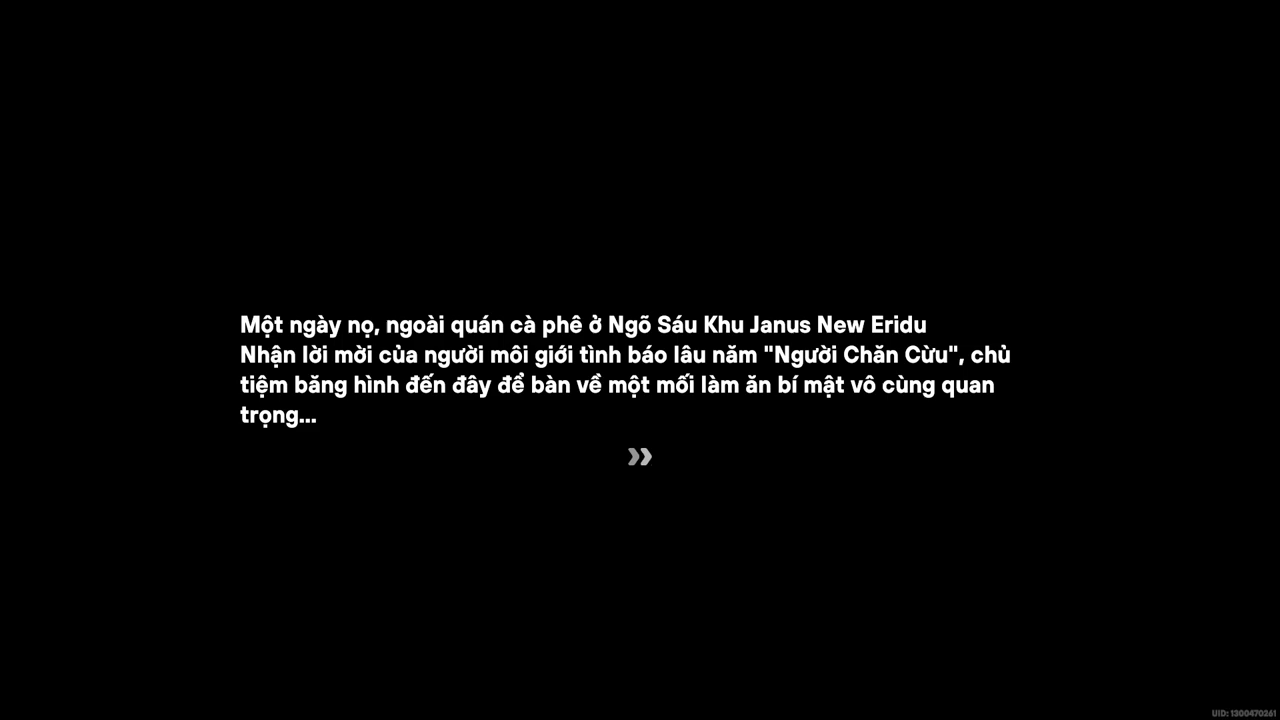 Một ngày nọ, ngoài quán cà phê ở Ngõ Sáu Khu Janus New Eridu
Nhận lời mời của người môi giới tình báo lâu năm "Người Chăn Cừu", chủ
tiệm băng hình đến đây để bàn về một mối làm ăn bí mật vô cùng quan
trọng...
UID: 1300470261